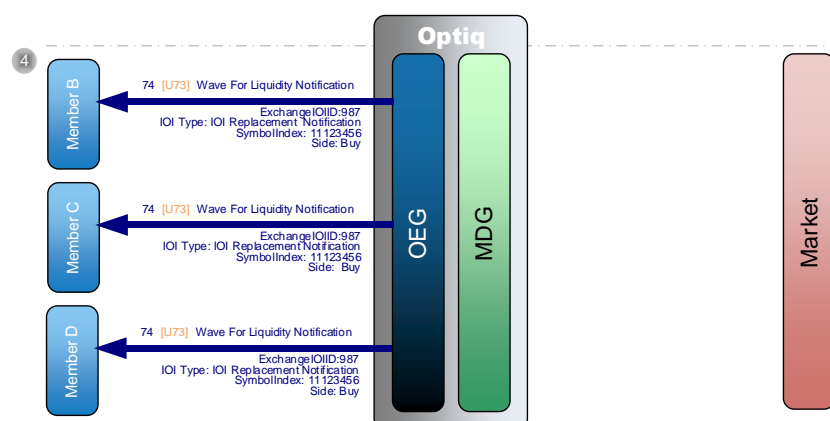 Optiq
4
Member B
74 [U73] Wave For Liquidity Notification
ExchangeIOIID:987
IOI Type: IOI Replacement Notification
SymbolIndex: 11123456
Side: Buy
Member C
74 [U73] Wave For Liquidity Notification
ExchangeIOIID:987
IOI Type: IOI Replacement Notification
SymbolIndex: 11123456
Side: Buy
Member D
74 [U73] Wave For Liquidity Notification
ExchangeIOIID:987
IOI Type: IOI Replacement Notification
SymbolIndex: 11123456
Side: Buy
OEG
MDG
Market